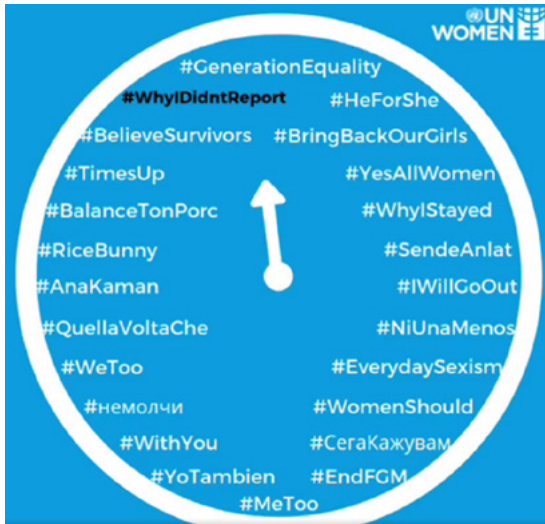 @UN
WOMEN
#GenerationEquality
#WhyIDidntReport
#HeForShe
#BelieveSurvivors
#BringBackOurGirls
#TimesUp
#YesAllWomen
#BalanceTonPorc
#WhyIStayed
#RiceBunny
#SendeAnlat
#AnaKaman
#IWillGoOut
#QuellaVoltaChe
#NiUnaMenos
#WeToo
#EverydaySexism
#немолчи
#WomenShould
#WithYou
#СегаКажувам
#YoTambien
#EndFGM
#MeToo